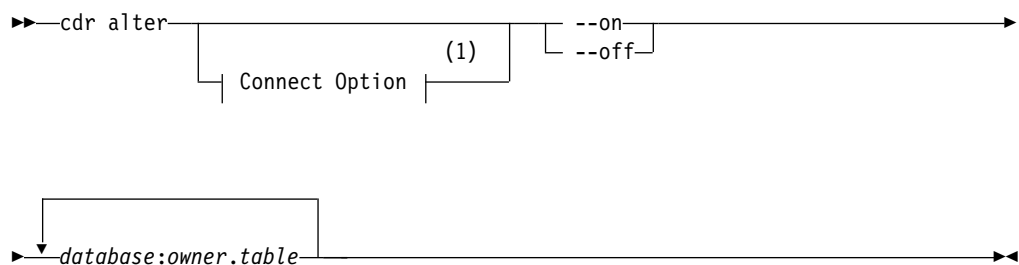 cdr alter --on
(1) --off
Connect Option
database:owner.table